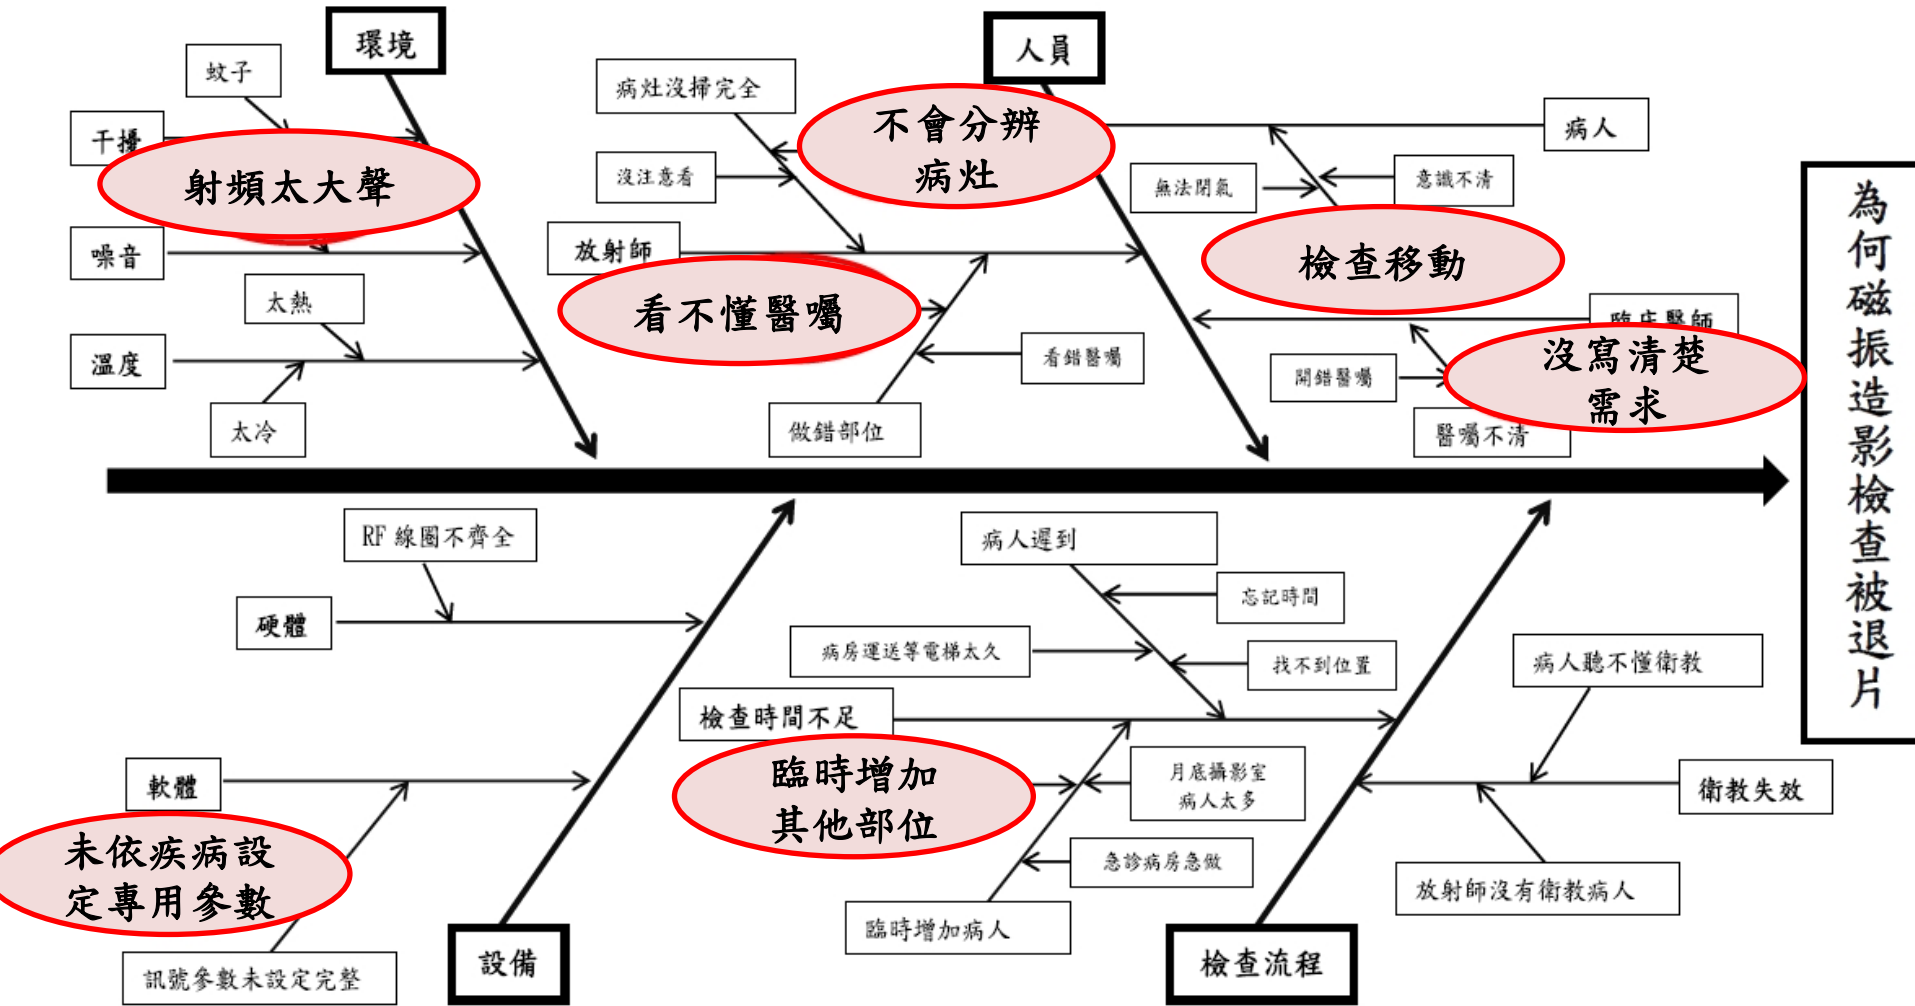 環境
人員
蚊子
病灶沒掃完全
不會分辨
病灶
干擾
病人
射頻太大聲
沒注意看
無法閉氣
意識不清
為何磁振造影檢查被退片
噪音
放射師
檢查移動
太熱
看不懂醫囑
臨床醫師
沒寫清楚
需求
溫度
看錯醫囑
開錯醫囑
太冷
做錯部位
醫囑不清
RF 線圈不齊全
病人遲到
忘記時間
硬體
病房運送等電梯太久
找不到位置
病人聽不懂衛教
檢查時間不足
軟體
臨時增加
其他部位
月底攝影室
病人太多
衛教失效
未依疾病設
定專用參數
急診病房急做
放射師沒有衛教病人
臨時增加病人
訊號參數未設定完整
設備
檢查流程